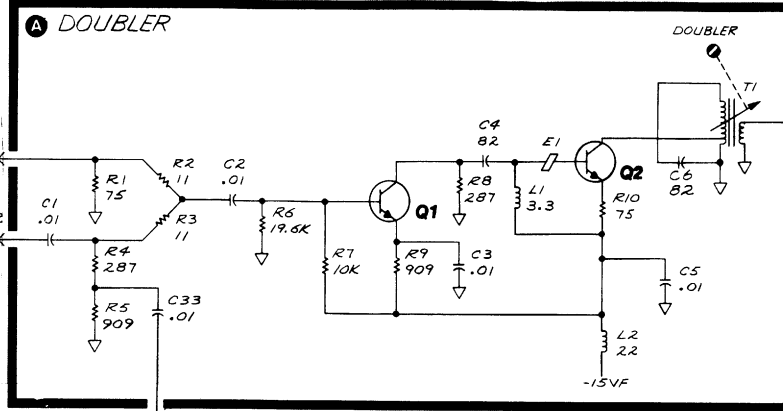 A DOUBLER
DOUBLER
T1
C4
82
E1
Q2
C6
82
R2
11
C2
.01
R1
75
R8
287
L1
3.3
R10
75
C1
.01
R3
11
R6
19.6K
Q1
R4
287
R7
10K
R9
909
C3
.01
C5
.01
R5
909
C33
.01
L2
22
-15VF